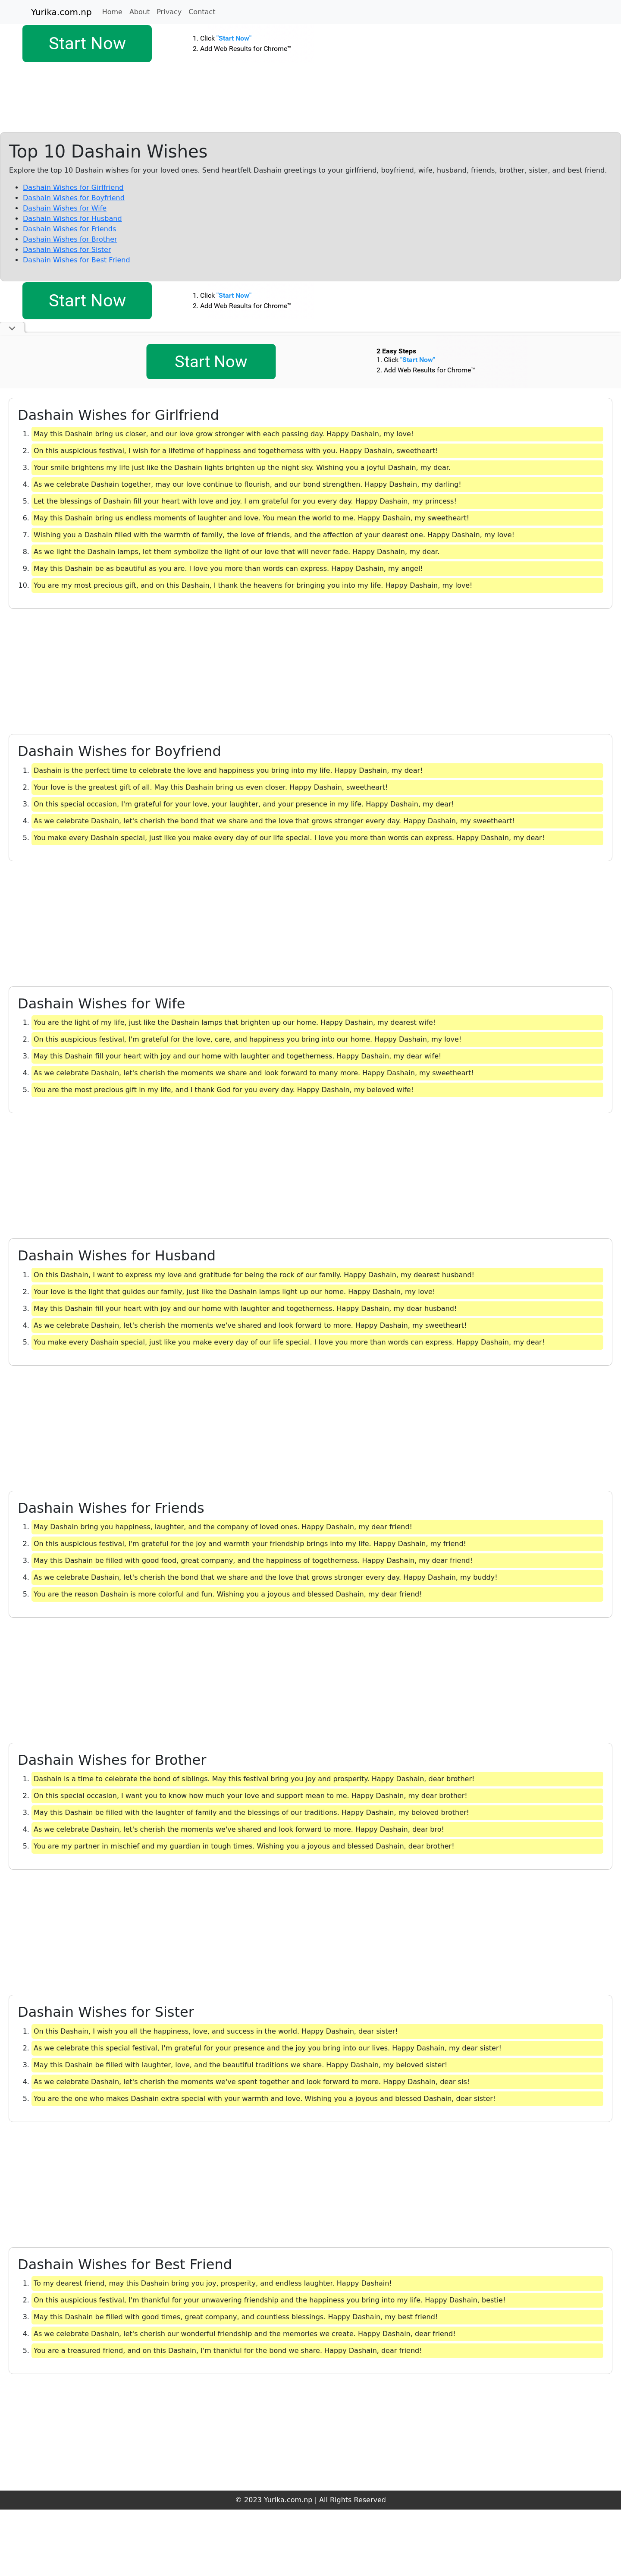 Yurika.com.np Home About Privacy Contact
Start Now
1. Click "Start Now"
2. Add Web Results for Chrome™
Top 10 Dashain Wishes
Explore the top 10 Dashain wishes for your loved ones. Send heartfelt Dashain greetings to your girlfriend, boyfriend, wife, husband, friends, brother, sister, and best friend.
• Dashain Wishes for Girlfriend
• Dashain Wishes for Boyfriend
• Dashain Wishes for Wife
• Dashain Wishes for Husband
• Dashain Wishes for Friends
• Dashain Wishes for Brother
• Dashain Wishes for Sister
• Dashain Wishes for Best Friend
Start Now
1. Click "Start Now"
2. Add Web Results for Chrome™
Start Now
2 Easy Steps
1. Click "Start Now"
2. Add Web Results for Chrome™
Dashain Wishes for Girlfriend
1. May this Dashain bring us closer, and our love grow stronger with each passing day. Happy Dashain, my love!
2. On this auspicious festival, I wish for a lifetime of happiness and togetherness with you. Happy Dashain, sweetheart!
3. Your smile brightens my life just like the Dashain lights brighten up the night sky. Wishing you a joyful Dashain, my dear.
4. As we celebrate Dashain together, may our love continue to flourish, and our bond strengthen. Happy Dashain, my darling!
5. Let the blessings of Dashain fill your heart with love and joy. I am grateful for you every day. Happy Dashain, my princess!
6. May this Dashain bring us endless moments of laughter and love. You mean the world to me. Happy Dashain, my sweetheart!
7. Wishing you a Dashain filled with the warmth of family, the love of friends, and the affection of your dearest one. Happy Dashain, my love!
8. As we light the Dashain lamps, let them symbolize the light of our love that will never fade. Happy Dashain, my dear.
9. May this Dashain be as beautiful as you are. I love you more than words can express. Happy Dashain, my angel!
10. You are my most precious gift, and on this Dashain, I thank the heavens for bringing you into my life. Happy Dashain, my love!
Dashain Wishes for Boyfriend
1. Dashain is the perfect time to celebrate the love and happiness you bring into my life. Happy Dashain, my dear!
2. Your love is the greatest gift of all. May this Dashain bring us even closer. Happy Dashain, sweetheart!
3. On this special occasion, I'm grateful for your love, your laughter, and your presence in my life. Happy Dashain, my dear!
4. As we celebrate Dashain, let's cherish the bond that we share and the love that grows stronger every day. Happy Dashain, my sweetheart!
5. You make every Dashain special, just like you make every day of our life special. I love you more than words can express. Happy Dashain, my dear!
Dashain Wishes for Wife
1. You are the light of my life, just like the Dashain lamps that brighten up our home. Happy Dashain, my dearest wife!
2. On this auspicious festival, I'm grateful for the love, care, and happiness you bring into our home. Happy Dashain, my love!
3. May this Dashain fill your heart with joy and our home with laughter and togetherness. Happy Dashain, my dear wife!
4. As we celebrate Dashain, let's cherish the moments we share and look forward to many more. Happy Dashain, my sweetheart!
5. You are the most precious gift in my life, and I thank God for you every day. Happy Dashain, my beloved wife!
Dashain Wishes for Husband
1. On this Dashain, I want to express my love and gratitude for being the rock of our family. Happy Dashain, my dearest husband!
2. Your love is the light that guides our family, just like the Dashain lamps light up our home. Happy Dashain, my love!
3. May this Dashain fill your heart with joy and our home with laughter and togetherness. Happy Dashain, my dear husband!
4. As we celebrate Dashain, let's cherish the moments we've shared and look forward to more. Happy Dashain, my sweetheart!
5. You make every Dashain special, just like you make every day of our life special. I love you more than words can express. Happy Dashain, my dear!
Dashain Wishes for Friends
1. May Dashain bring you happiness, laughter, and the company of loved ones. Happy Dashain, my dear friend!
2. On this auspicious festival, I'm grateful for the joy and warmth your friendship brings into my life. Happy Dashain, my friend!
3. May this Dashain be filled with good food, great company, and the happiness of togetherness. Happy Dashain, my dear friend!
4. As we celebrate Dashain, let's cherish the bond that we share and the love that grows stronger every day. Happy Dashain, my buddy!
5. You are the reason Dashain is more colorful and fun. Wishing you a joyous and blessed Dashain, my dear friend!
Dashain Wishes for Brother
1. Dashain is a time to celebrate the bond of siblings. May this festival bring you joy and prosperity. Happy Dashain, dear brother!
2. On this special occasion, I want you to know how much your love and support mean to me. Happy Dashain, my dear brother!
3. May this Dashain be filled with the laughter of family and the blessings of our traditions. Happy Dashain, my beloved brother!
4. As we celebrate Dashain, let's cherish the moments we've shared and look forward to more. Happy Dashain, dear bro!
5. You are my partner in mischief and my guardian in tough times. Wishing you a joyous and blessed Dashain, dear brother!
Dashain Wishes for Sister
1. On this Dashain, I wish you all the happiness, love, and success in the world. Happy Dashain, dear sister!
2. As we celebrate this special festival, I'm grateful for your presence and the joy you bring into our lives. Happy Dashain, my dear sister!
3. May this Dashain be filled with laughter, love, and the beautiful traditions we share. Happy Dashain, my beloved sister!
4. As we celebrate Dashain, let's cherish the moments we've spent together and look forward to more. Happy Dashain, dear sis!
5. You are the one who makes Dashain extra special with your warmth and love. Wishing you a joyous and blessed Dashain, dear sister!
Dashain Wishes for Best Friend
1. To my dearest friend, may this Dashain bring you joy, prosperity, and endless laughter. Happy Dashain!
2. On this auspicious festival, I'm thankful for your unwavering friendship and the happiness you bring into my life. Happy Dashain, bestie!
3. May this Dashain be filled with good times, great company, and countless blessings. Happy Dashain, my best friend!
4. As we celebrate Dashain, let's cherish our wonderful friendship and the memories we create. Happy Dashain, dear friend!
5. You are a treasured friend, and on this Dashain, I'm thankful for the bond we share. Happy Dashain, dear friend!
© 2023 Yurika.com.np | All Rights Reserved